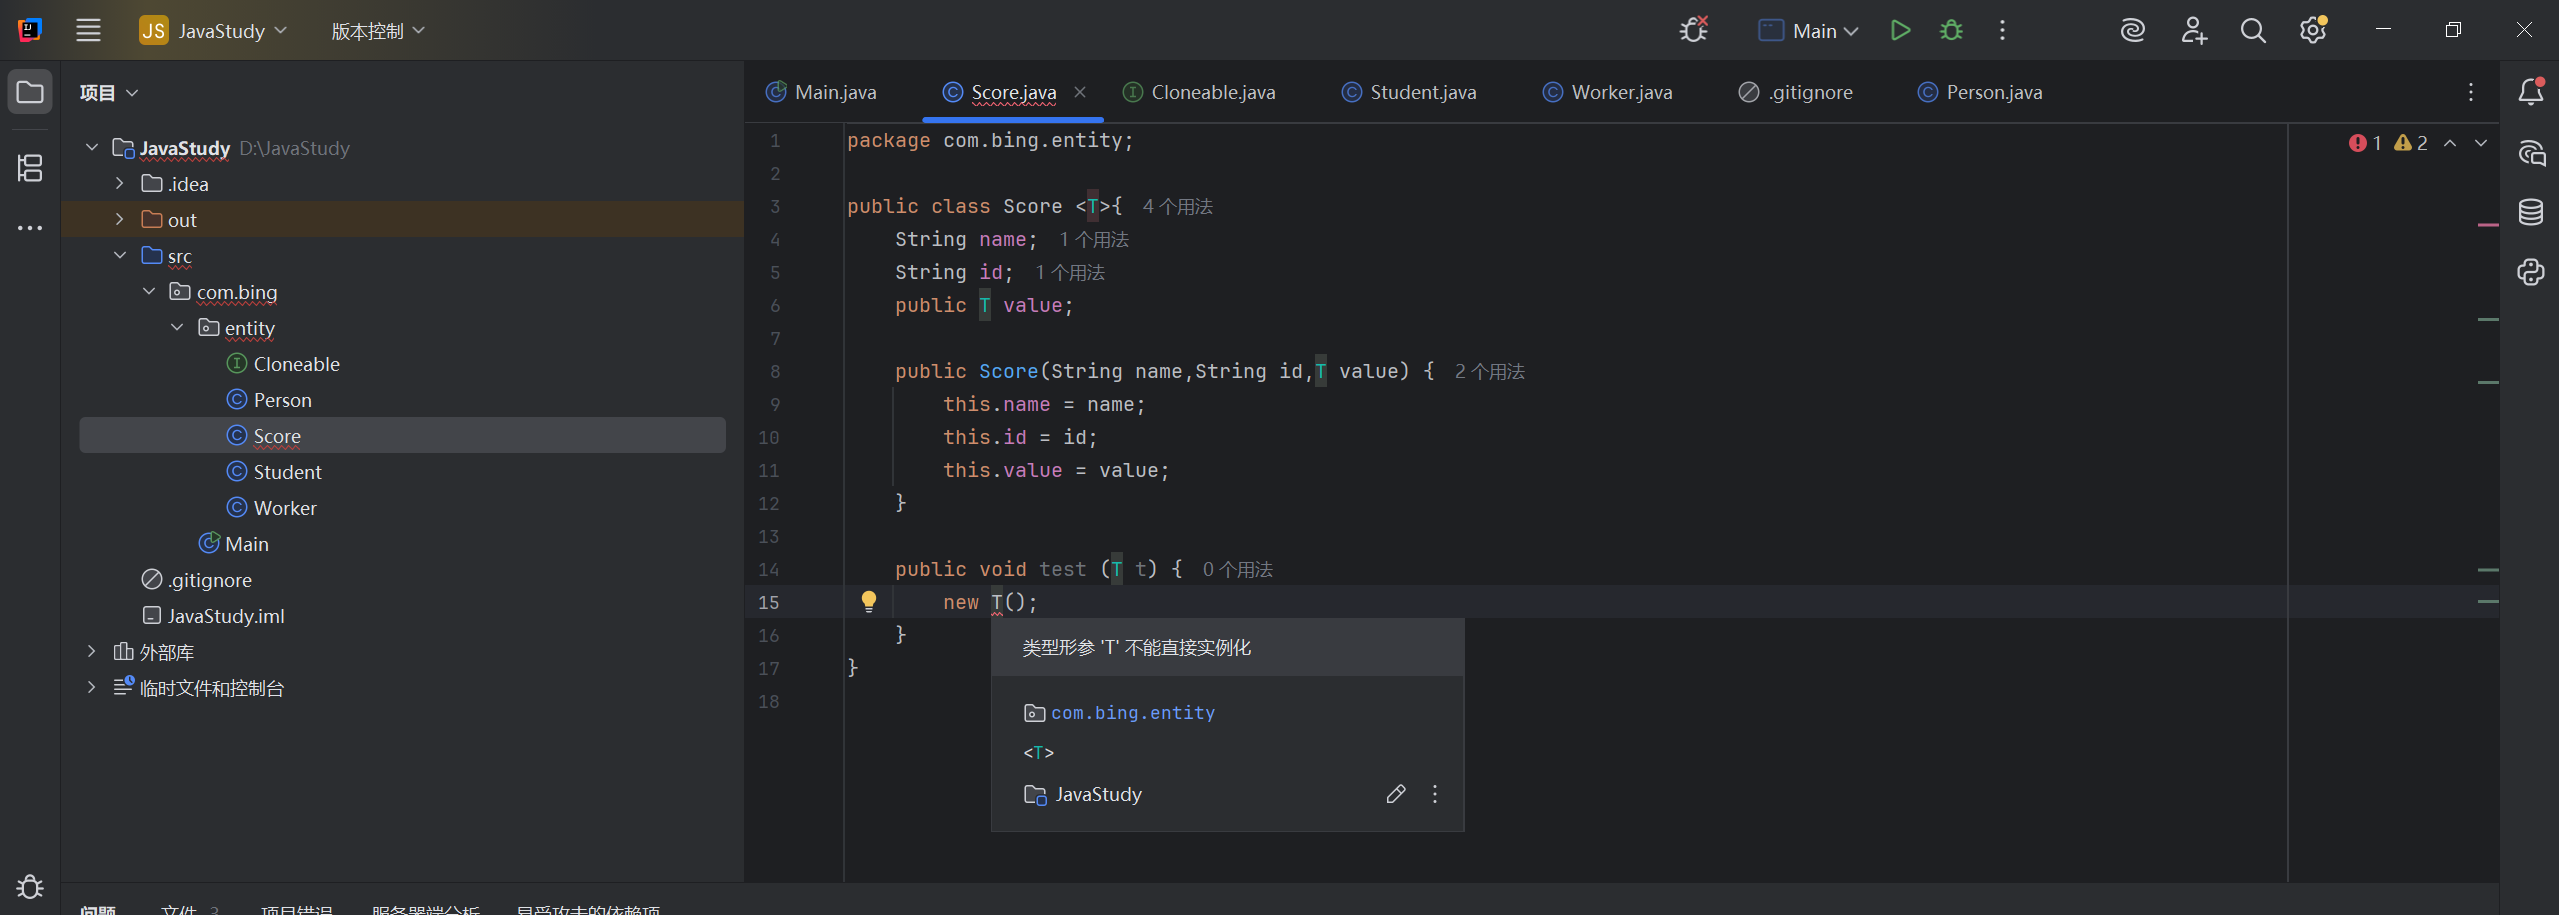 JS JavaStudy 版本控制 Main
项目
Main.java Score.java Cloneable.java Student.java Worker.java .gitignore Person.java
JavaStudy D:\JavaStudy
.idea
out
src
com.bing
entity
Cloneable
Person
Score
Student
Worker
Main
.gitignore
JavaStudy.iml
外部库
临时文件和控制台
1 2
1 package com.bing.entity;
2
3 public class Score <T>{ 4 个用法
4 String name; 1 个用法
5 String id; 1 个用法
6 public T value;
7
8 public Score(String name,String id,T value) { 2 个用法
9 this.name = name;
10 this.id = id;
11 this.value = value;
12 }
13
14 public void test (T t) { 0 个用法
15 new T();
16 }
17 }
18
类型形参 'T' 不能直接实例化
com.bing.entity
<T>
JavaStudy
问题 文件 3 项目错误 服务器端分析 易受攻击的依赖项